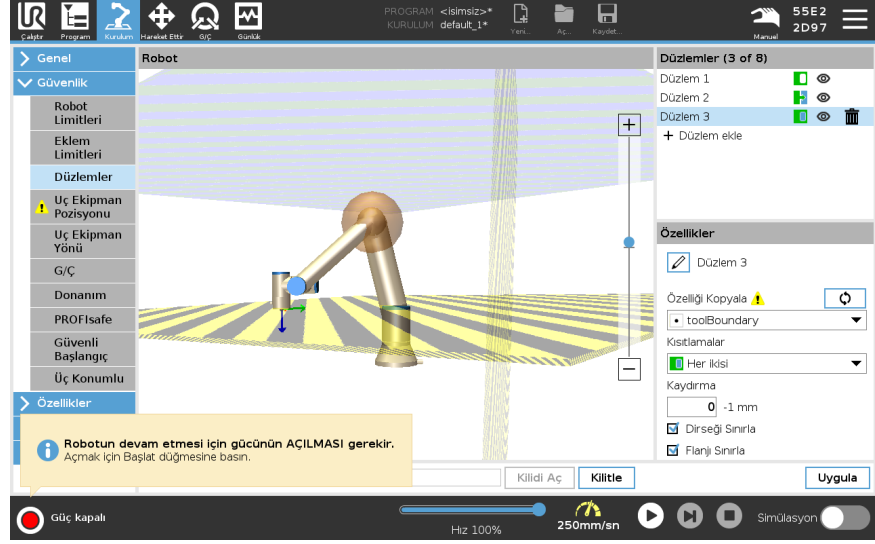 PROGRAM <isimsiz>*
KURULUM default_1*
Çalıştır
Program
Kurulum
Hareket Ettir
G/Ç
Günlük
Yeni...
Aç...
Kaydet...
Manuel
55E2
2D97
Genel
Güvenlik
Robot
Limitleri
Eklem
Limitleri
Düzlemler
Uç Ekipman
Pozisyonu
Uç Ekipman
Yönü
G/Ç
Donanım
PROFIsafe
Güvenli
Başlangıç
Üç Konumlu
Özellikler
Robot
Düzlemler (3 of 8)
Düzlem 1
Düzlem 2
Düzlem 3
+ Düzlem ekle
Özellikler
Düzlem 3
Özelliği Kopyala
toolBoundary
Kısıtlamalar
Her ikisi
Kaydırma
0 -1 mm
Dirseği Sınırla
Flanjı Sınırla
Robotun devam etmesi için gücünün AÇILMASI gerekir.
Açmak için Başlat düğmesine basın.
Kilidi Aç
Kilitle
Uygula
Güç kapalı
Hız 100%
250mm/sn
Simülasyon